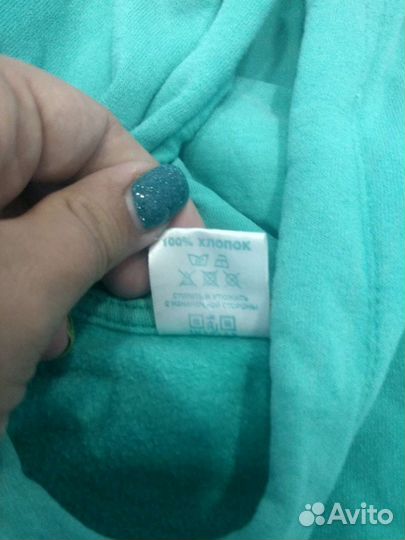 100% ХЛОПОК
СТИРАТЬ И УТЮЖИТЬ
С ИЗНАНОЧНОЙ СТОРОНЫ
Avito